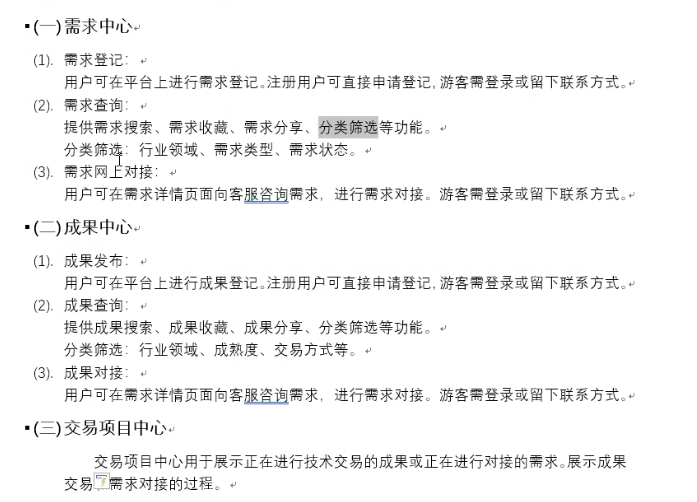 (一)需求中心
(1). 需求登记：
用户可在平台上进行需求登记。注册用户可直接申请登记，游客需登录或留下联系方式。
(2). 需求查询：
提供需求搜索、需求收藏、需求分享、分类筛选等功能。
分类筛选：行业领域、需求类型、需求状态。
(3). 需求网上对接：
用户可在需求详情页面向客服咨询需求，进行需求对接。游客需登录或留下联系方式。
(二)成果中心
(1). 成果发布：
用户可在平台上进行成果登记。注册用户可直接申请登记，游客需登录或留下联系方式。
(2). 成果查询：
提供成果搜索、成果收藏、成果分享、分类筛选等功能。
分类筛选：行业领域、成熟度、交易方式等。
(3). 成果对接：
用户可在需求详情页面向客服咨询需求，进行需求对接。游客需登录或留下联系方式。
(三)交易项目中心
交易项目中心用于展示正在进行技术交易的成果或正在进行对接的需求。展示成果
交易 需求对接的过程。